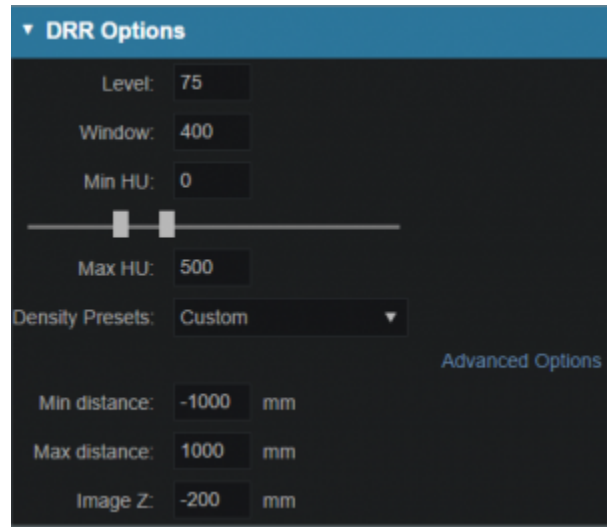 ▼ DRR Options
Level: 75
Window: 400
Min HU: 0
Max HU: 500
Density Presets: Custom ▼
Advanced Options
Min distance: -1000 mm
Max distance: 1000 mm
Image Z: -200 mm